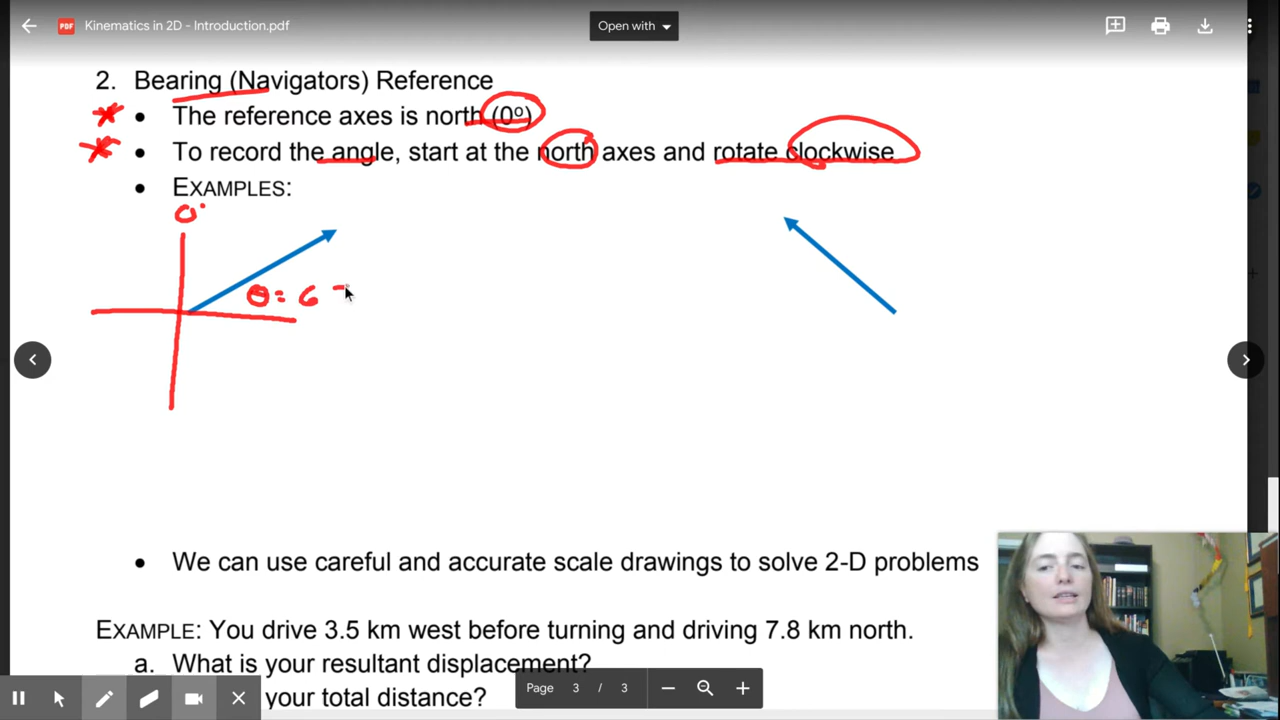 Kinematics in 2D - Introduction.pdf
Open with
2. Bearing (Navigators) Reference
• The reference axes is north (0º)
• To record the angle, start at the north axes and rotate clockwise
• EXAMPLES:
0°
θ = 6
• We can use careful and accurate scale drawings to solve 2-D problems
EXAMPLE: You drive 3.5 km west before turning and driving 7.8 km north.
a. What is your resultant displacement?
your total distance?
Page 3 / 3